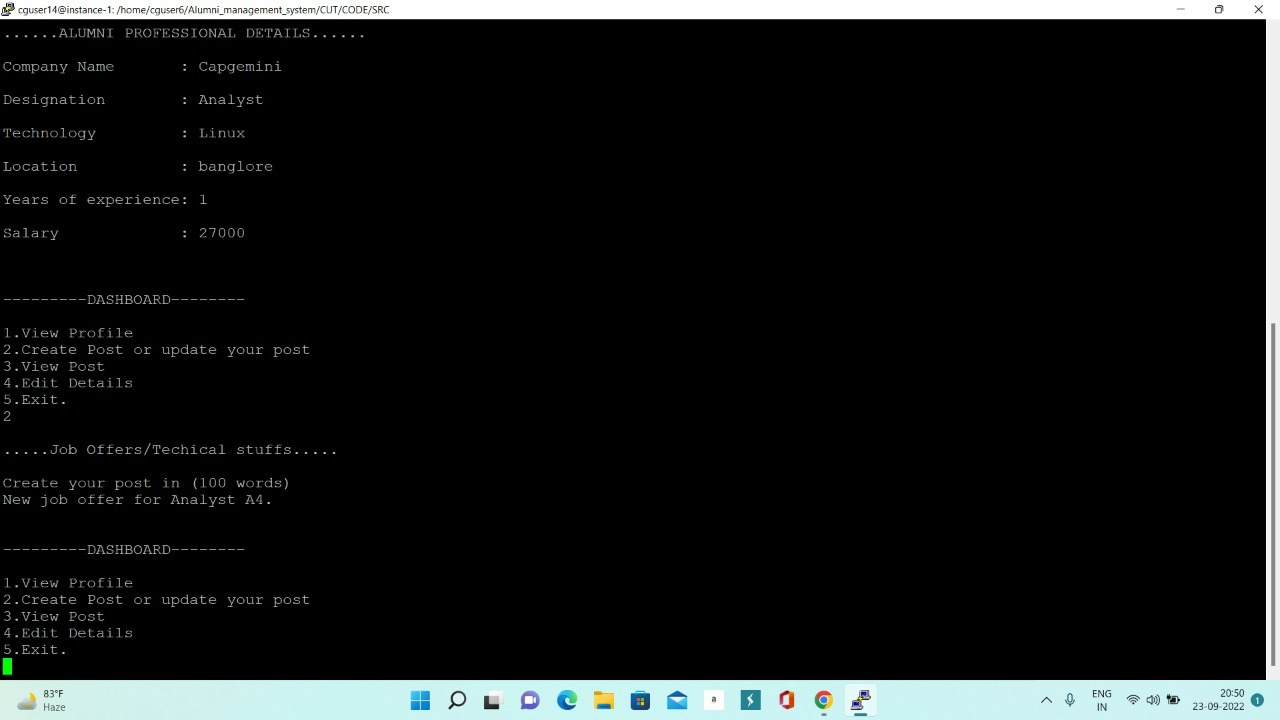 cguser14@instance-1: /home/cguser6/Alumni_management_system/CUT/CODE/SRC
......ALUMNI PROFESSIONAL DETAILS......
Company Name : Capgemini
Designation : Analyst
Technology : Linux
Location : banglore
Years of experience: 1
Salary : 27000
---------DASHBOARD--------
1.View Profile
2.Create Post or update your post
3.View Post
4.Edit Details
5.Exit.
2
.....Job Offers/Techical stuffs.....
Create your post in (100 words)
New job offer for Analyst A4.
---------DASHBOARD--------
1.View Profile
2.Create Post or update your post
3.View Post
4.Edit Details
5.Exit.
83°F
Haze
a
ENG
IN
20:50
23-09-2022
1